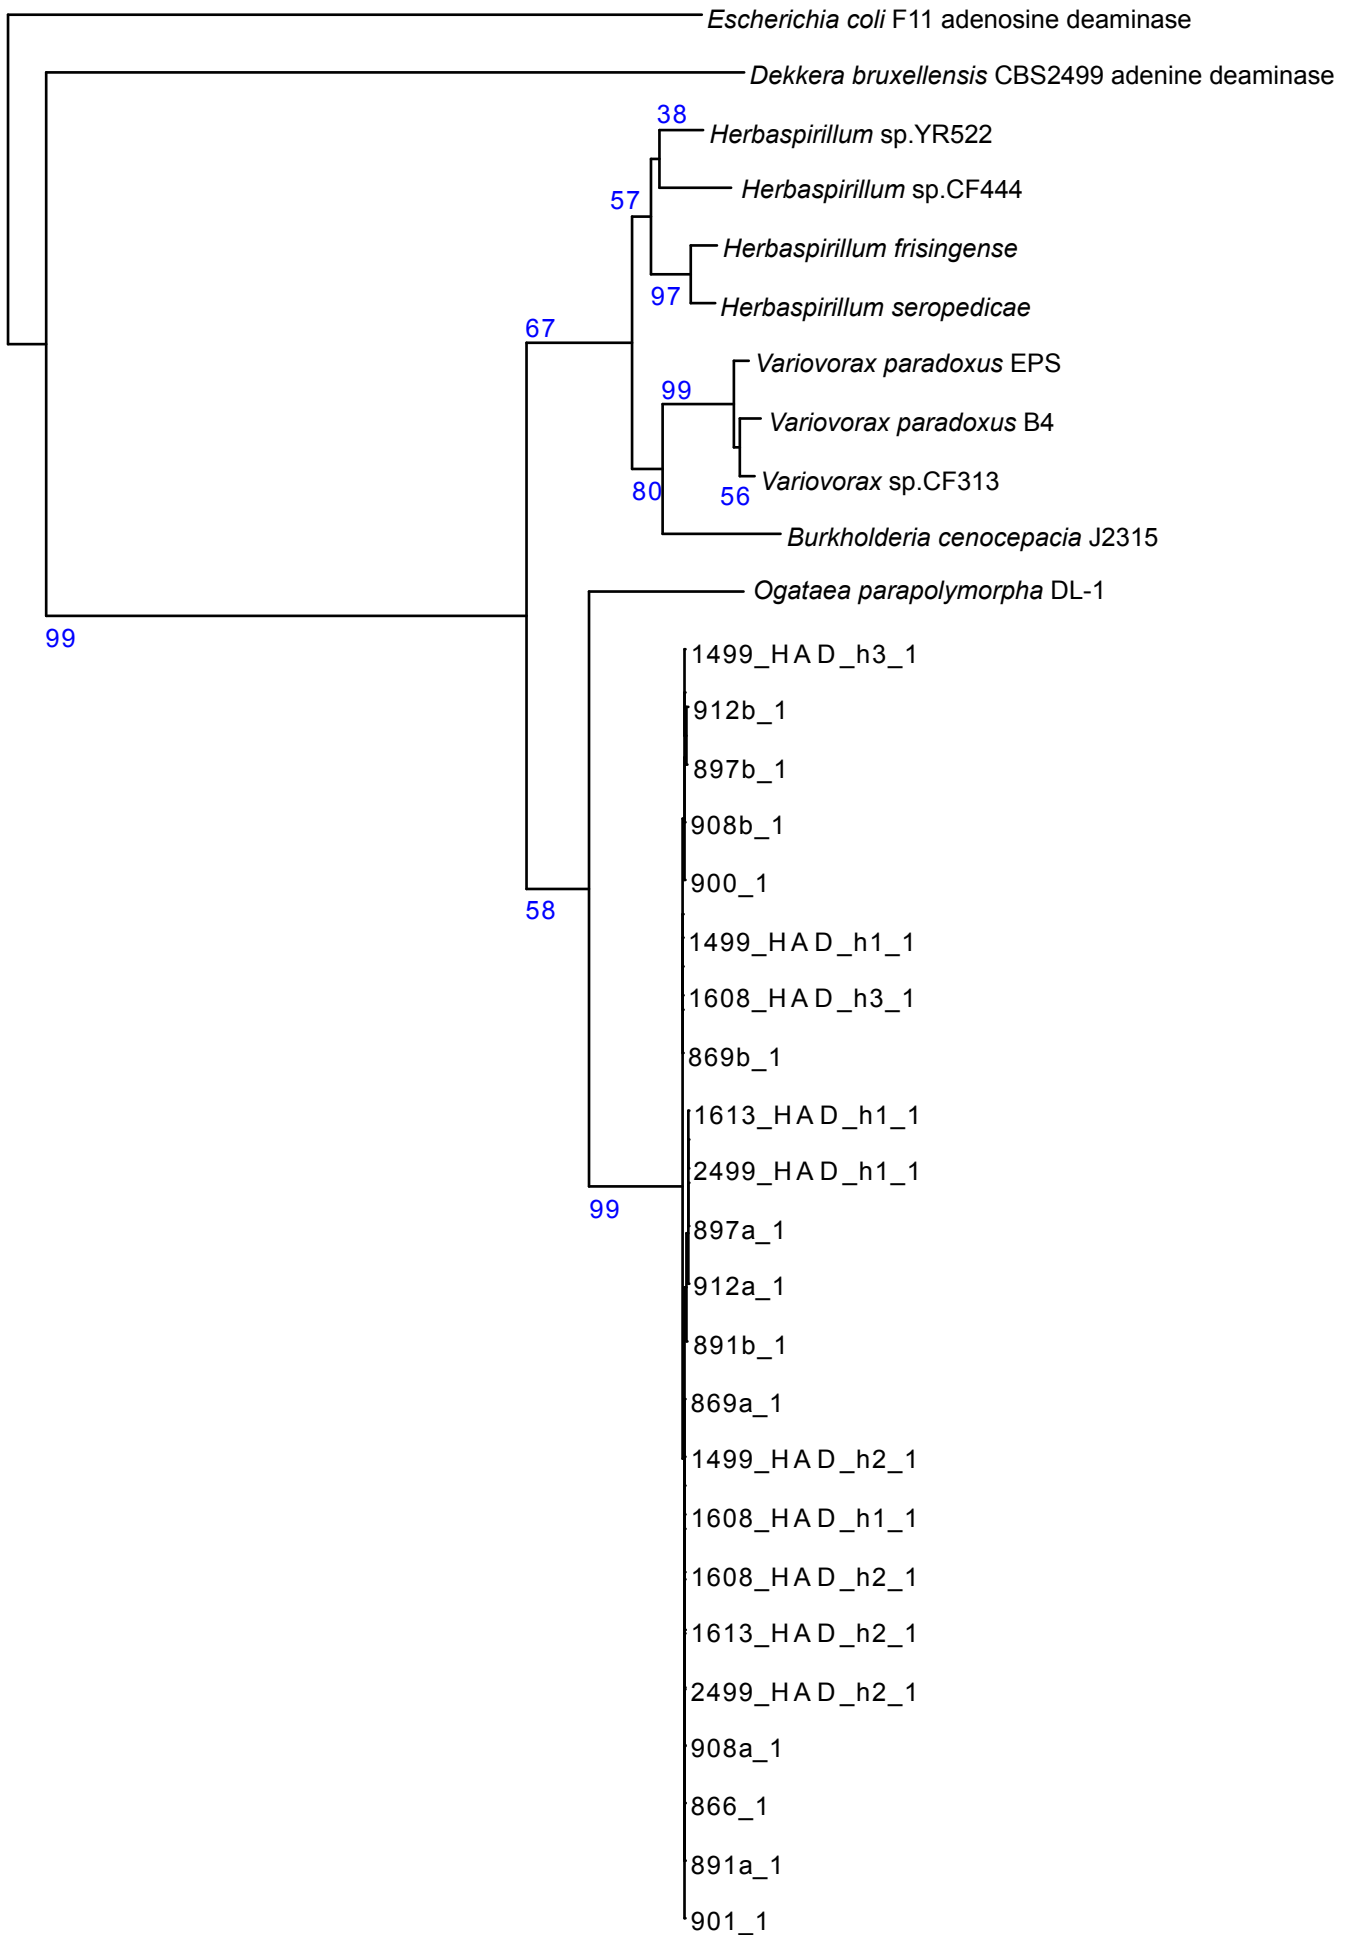 Escherichia coli F11 adenosine deaminase
Dekkera bruxellensis CBS2499 adenine deaminase
38
Herbaspirillum sp.YR522
Herbaspirillum sp.CF444
57
Herbaspirillum frisingense
97
Herbaspirillum seropedicae
67
Variovorax paradoxus EPS
99
Variovorax paradoxus B4
Variovorax sp.CF313
80
56
Burkholderia cenocepacia J2315
Ogataea parapolymorpha DL-1
99
1499_HAD_h3_1
912b_1
897b_1
908b_1
900_1
58
1499_HAD_h1_1
1608_HAD_h3_1
869b_1
1613_HAD_h1_1
2499_HAD_h1_1
99
897a_1
912a_1
891b_1
869a_1
1499_HAD_h2_1
1608_HAD_h1_1
1608_HAD_h2_1
1613_HAD_h2_1
2499_HAD_h2_1
908a_1
866_1
891a_1
901_1